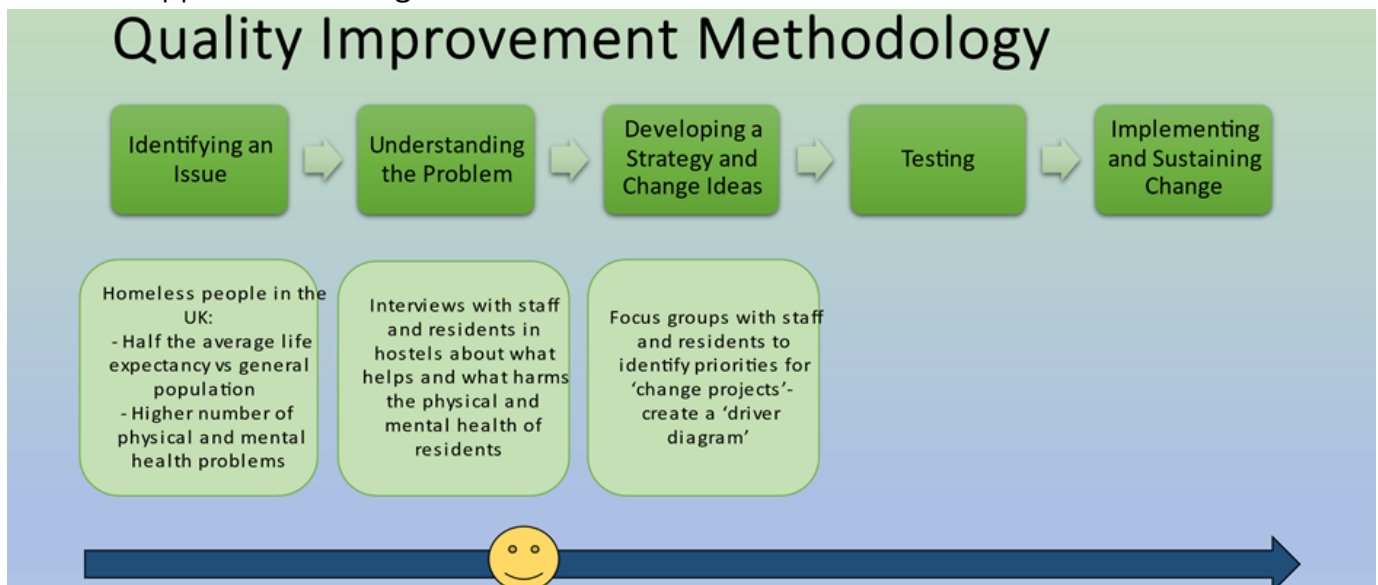 Quality Improvement Methodology
Identifying an
Issue
Understanding
the Problem
Developing a
Strategy and
Change Ideas
Testing
Implementing
and Sustaining
Change
Homeless people in the
UK:
- Half the average life
expectancy vs general
population
- Higher number of
physical and mental
health problems
Interviews with staff
and residents in
hostels about what
helps and what harms
the physical and
mental health of
residents
Focus groups with staff
and residents to
identify priorities for
‘change projects’-
create a ‘driver
diagram’